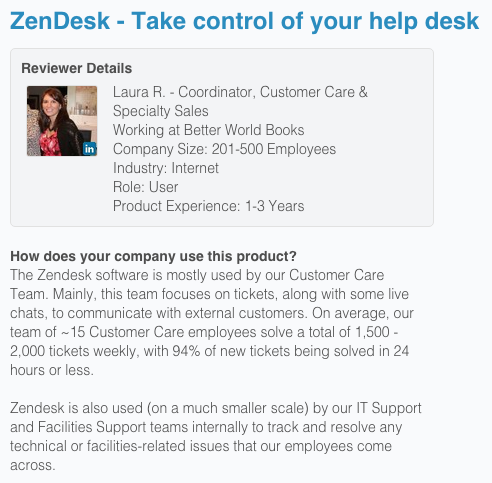 ZenDesk - Take control of your help desk
Reviewer Details
Laura R. - Coordinator, Customer Care &
Specialty Sales
Working at Better World Books
Company Size: 201-500 Employees
Industry: Internet
Role: User
Product Experience: 1-3 Years
in
How does your company use this product?
The Zendesk software is mostly used by our Customer Care
Team. Mainly, this team focuses on tickets, along with some live
chats, to communicate with external customers. On average, our
team of ~15 Customer Care employees solve a total of 1,500 -
2,000 tickets weekly, with 94% of new tickets being solved in 24
hours or less.
Zendesk is also used (on a much smaller scale) by our IT Support
and Facilities Support teams internally to track and resolve any
technical or facilities-related issues that our employees come
across.